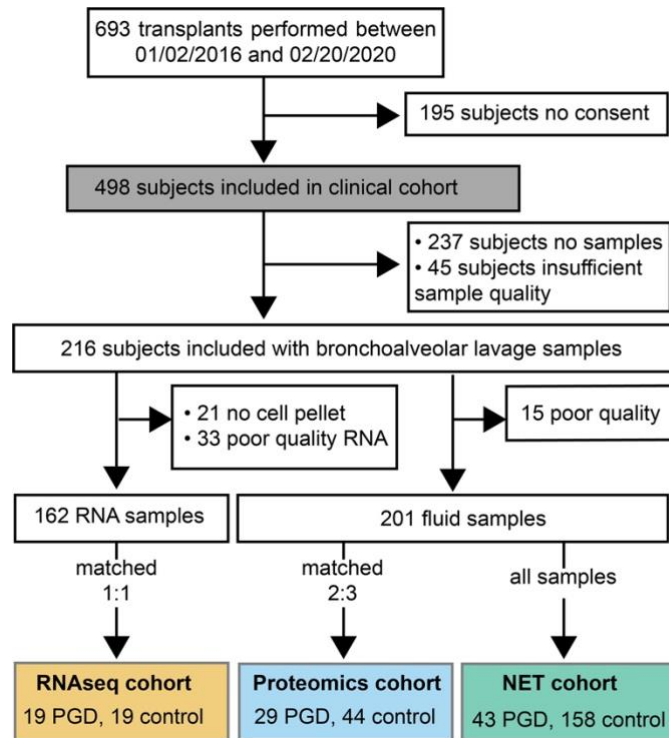 693 transplants performed between
01/02/2016 and 02/20/2020
195 subjects no consent
498 subjects included in clinical cohort
• 237 subjects no samples
• 45 subjects insufficient
sample quality
216 subjects included with bronchoalveolar lavage samples
• 21 no cell pellet
• 33 poor quality RNA
15 poor quality
162 RNA samples
201 fluid samples
matched
1:1
matched
2:3
all samples
RNAseq cohort
19 PGD, 19 control
Proteomics cohort
29 PGD, 44 control
NET cohort
43 PGD, 158 control